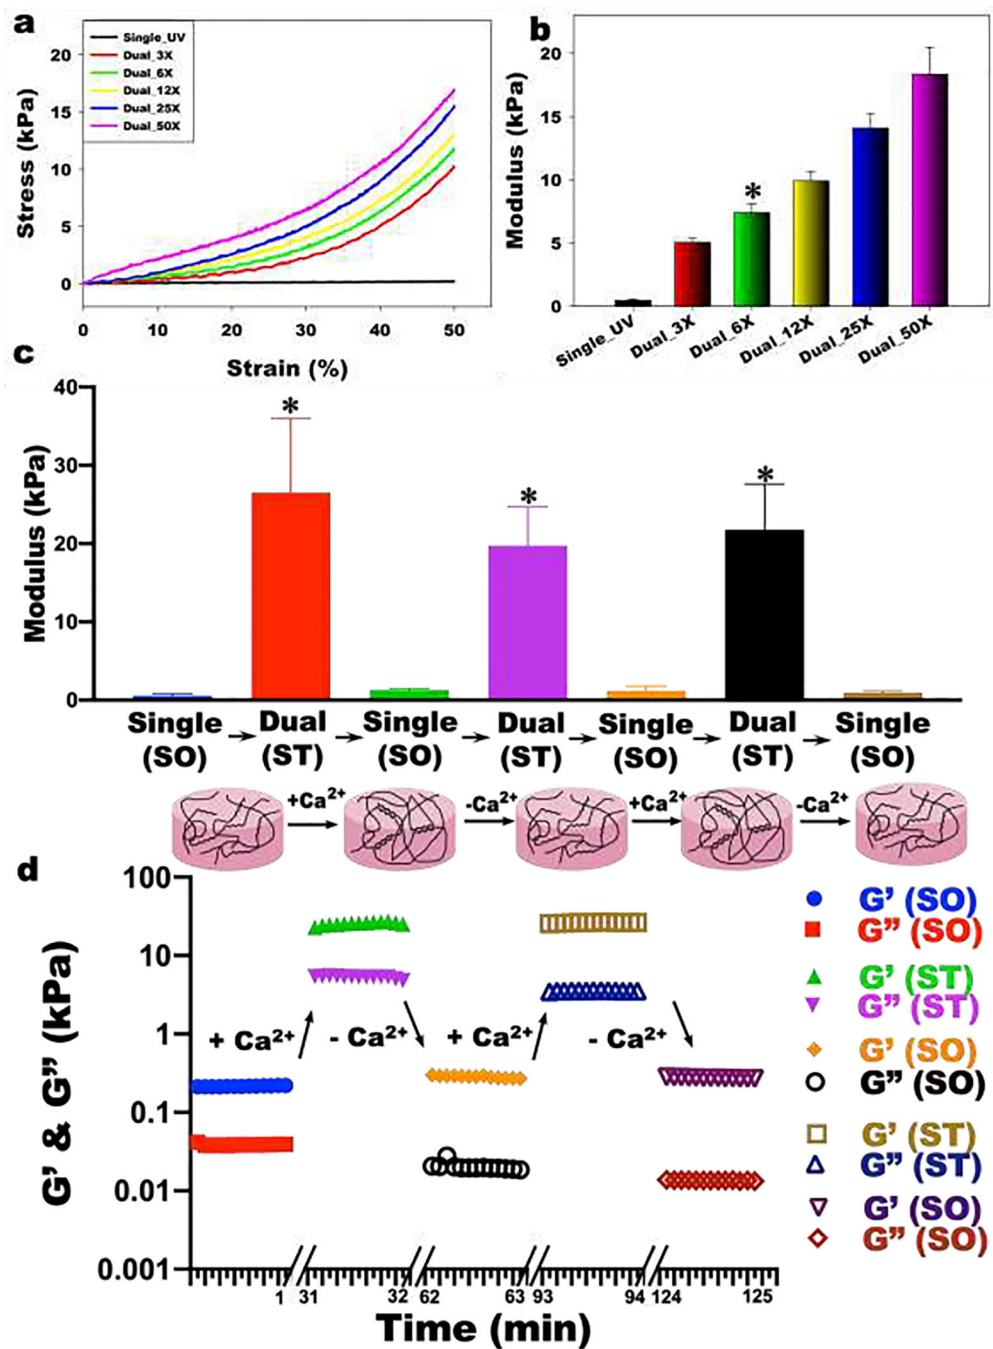 a
Stress (kPa)
20
15
10
5
0
Single_UV
Dual_3X
Dual_6X
Dual_12X
Dual_25X
Dual_50X
0 10 20 30 40 50
Strain (%)
b
Modulus (kPa)
20
15
10
5
0
*
Single_UV Dual_3X Dual_6X Dual_12X Dual_25X Dual_50X
c
Modulus (kPa)
40
30
20
10
0
* * *
Single Dual Single Dual Single Dual Single
(SO) (ST) (SO) (ST) (SO) (ST) (SO)
+Ca²⁺ -Ca²⁺ +Ca²⁺ -Ca²⁺
d
G' & G" (kPa)
100
10
1
0.1
0.01
0.001
+ Ca²⁺ - Ca²⁺ + Ca²⁺ - Ca²⁺
1 31 32 62 63 93 94 124 125
Time (min)
G' (SO)
G" (SO)
G' (ST)
G" (ST)
G' (SO)
G" (SO)
G' (ST)
G" (ST)
G' (SO)
G" (SO)